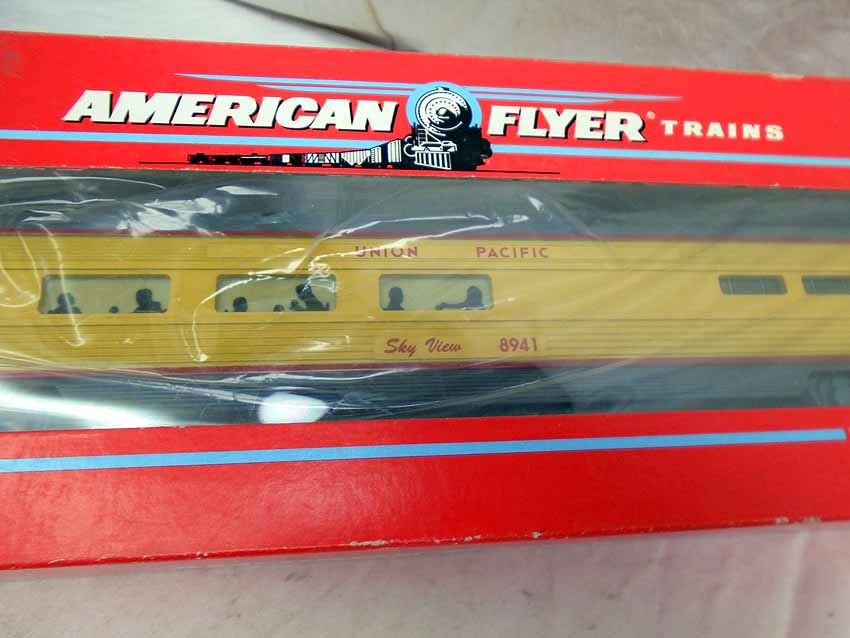 AMERICAN FLYER® TRAINS
UNION PACIFIC
Sky View 8941